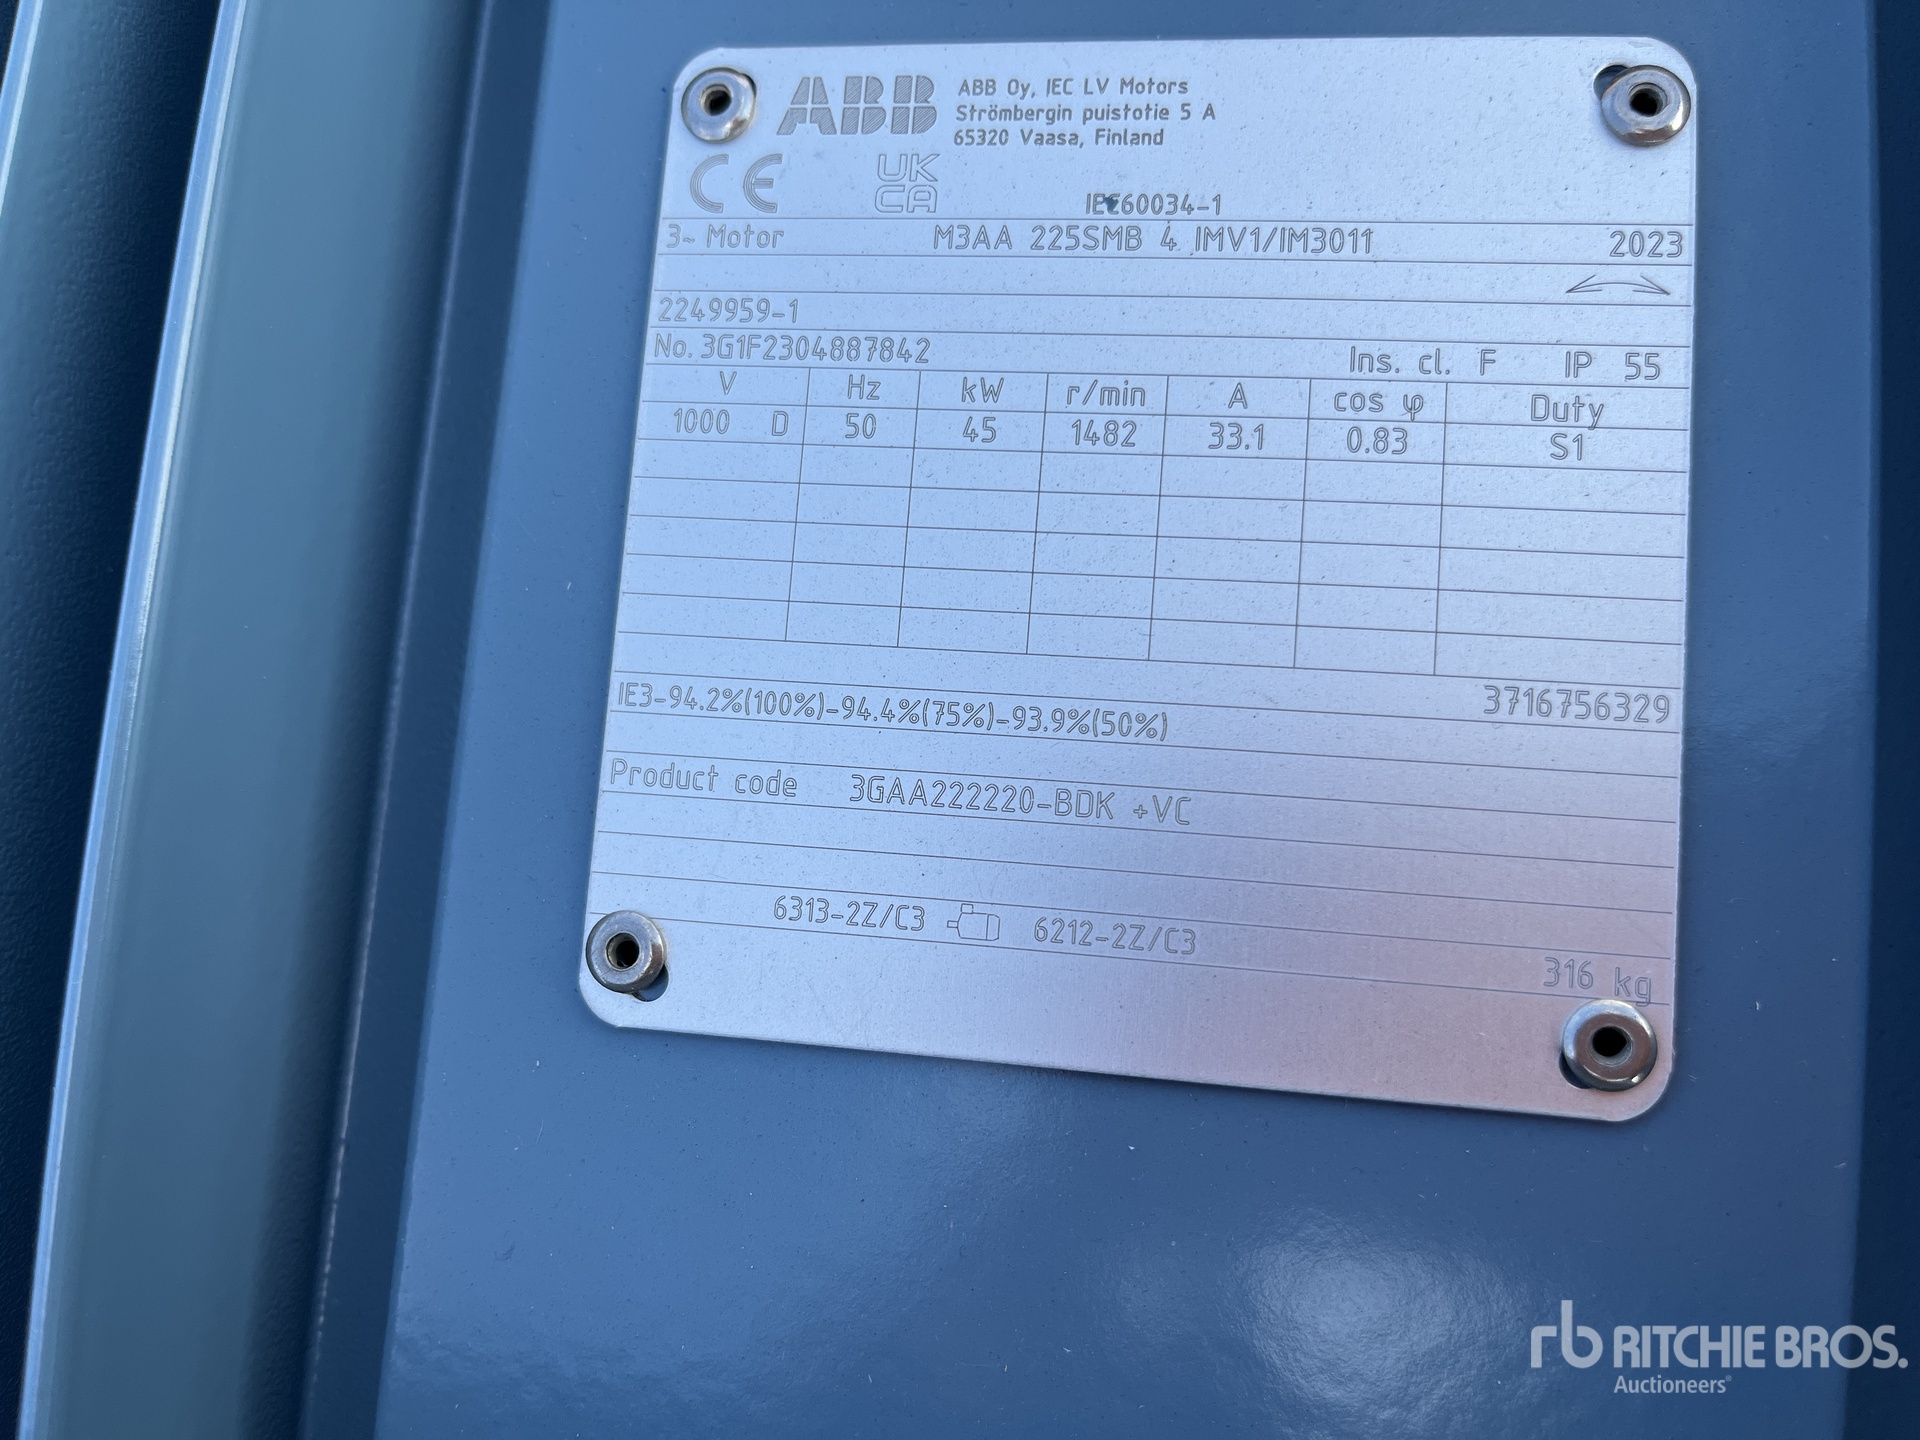 ABB
ABB Oy, IEC LV Motors
Strömbergin puistotie 5 A
65320 Vaasa, Finland
CE UKCA IEC60034-1
3~ Motor M3AA 225SMB 4 IMV1/IM3011 2023
2249959-1
No. 3G1F2304887842 Ins. cl. F IP 55
V Hz kW r/min A cos φ Duty
1000 D 50 45 1482 33.1 0.83 S1
IE3-94.2%(100%)-94.4%(75%)-93.9%(50%) 3716756329
Product code 3GAA222220-BDK +VC
6313-2Z/C3 6212-2Z/C3
316 kg
rb RITCHIE BROS.
Auctioneers